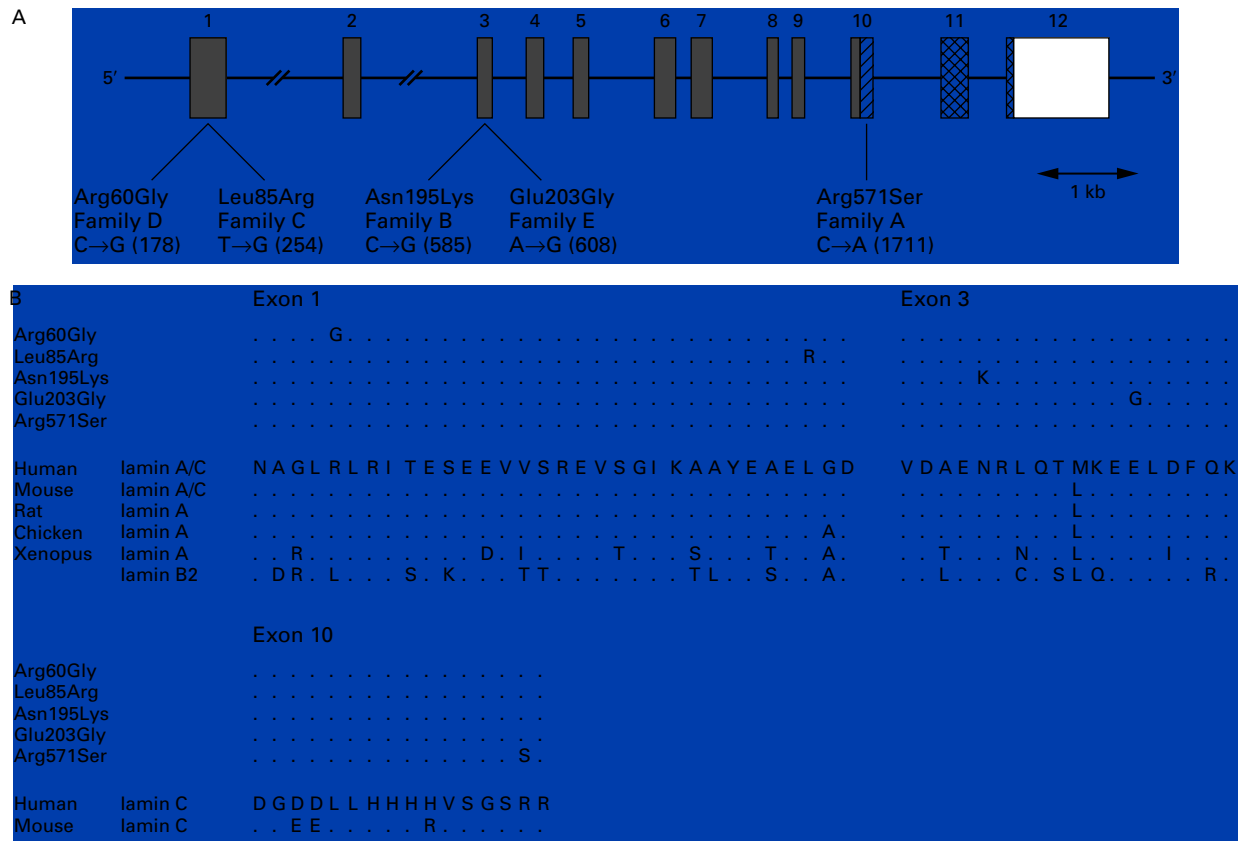 A
1 2 3 4 5 6 7 8 9 10 11 12
5′ 3′
1 kb
Arg60Gly Leu85Arg Asn195Lys Glu203Gly Arg571Ser
Family D Family C Family B Family E Family A
C→G (178) T→G (254) C→G (585) A→G (608) C→A (1711)
B Exon 1 Exon 3
Arg60Gly . . . . G . . . . . . . . . . . . . . . . . . . . . . . . . . . . . . . . . . . . . . . . . . . . .
Leu85Arg . . . . . . . . . . . . . . . . . . . . . . . . . . . . . R . . . . . . . . . . . . . . . . . . . .
Asn195Lys . . . . . . . . . . . . . . . . . . . . . . . . . . . . . . . . . . . . K . . . . . . . . . . . . .
Glu203Gly . . . . . . . . . . . . . . . . . . . . . . . . . . . . . . . . . . . . . . . . . . . . G . . . . .
Arg571Ser . . . . . . . . . . . . . . . . . . . . . . . . . . . . . . . . . . . . . . . . . . . . . . . . . .
Human lamin A/C N A G L R L R I T E S E E V V S R E V S G I K A A Y E A E L G D V D A E N R L Q T M K E E L D F Q K
Mouse lamin A/C . . . . . . . . . . . . . . . . . . . . . . . . . . . . . . . . . . . . . . . . . L . . . . . . . .
Rat lamin A . . . . . . . . . . . . . . . . . . . . . . . . . . . . . . . . . . . . . . . . . L . . . . . . . .
Chicken lamin A . . . . . . . . . . . . . . . . . . . . . . . . . . . . . . A . . . . . . . . . . L . . . . . . . .
Xenopus lamin A . . R . . . . . . . . . D . I . . . . T . . . S . . . T . . A . . . T . . . N . . L . . . . I . . .
lamin B2 . D R . L . . . S . K . . . T T . . . . . . . T L . . S . . A . . . L . . . C . S L Q . . . . . R .
Exon 10
Arg60Gly . . . . . . . . . . . . . . . .
Leu85Arg . . . . . . . . . . . . . . . .
Asn195Lys . . . . . . . . . . . . . . . .
Glu203Gly . . . . . . . . . . . . . . . .
Arg571Ser . . . . . . . . . . . . . . S .
Human lamin C D G D D L L H H H H V S G S R R
Mouse lamin C . . E E . . . . . R . . . . . .